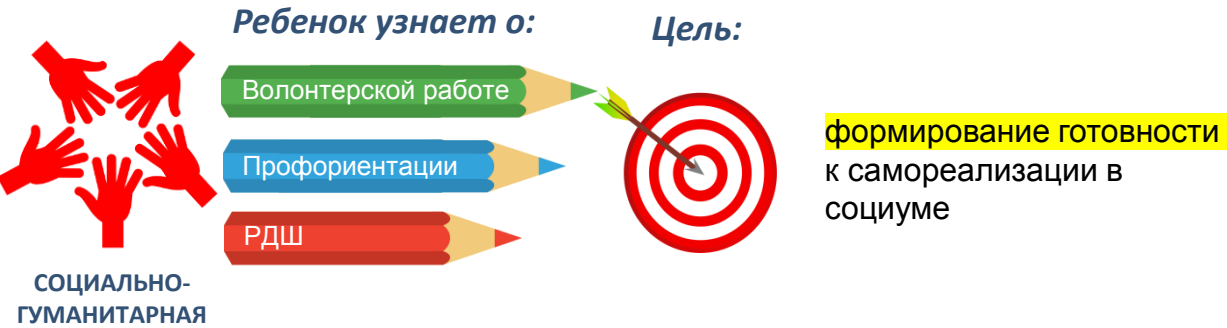 Ребенок узнает о:
Цель:
Волонтерской работе
Профориентации
РДШ
формирование готовности
к самореализации в
социуме
СОЦИАЛЬНО-
ГУМАНИТАРНАЯ